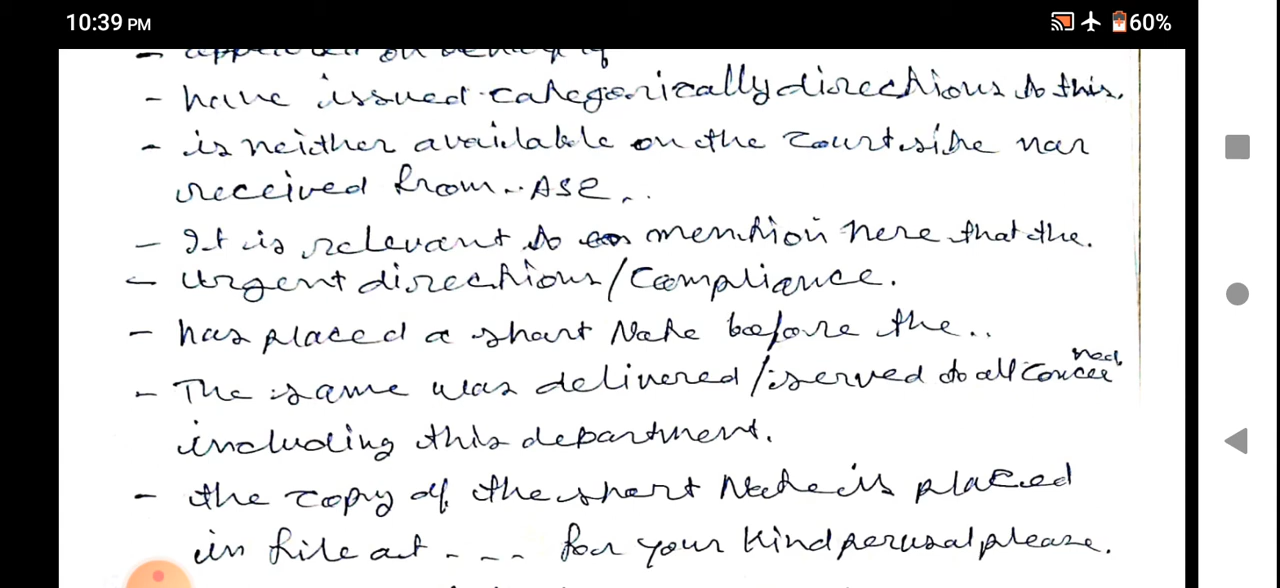 10:39 PM
60%
- have issued categorically directions to this.
- is neither available on the Court side nor
received from .. ASE ...
- It is relevant to mention here that the.
- Urgent directions/Compliance.
- has placed a short Note before the ..
- The same was delivered/served to all concerned
including this department.
- the copy of the short Note is placed
in file at - - - for your kind perusal please.